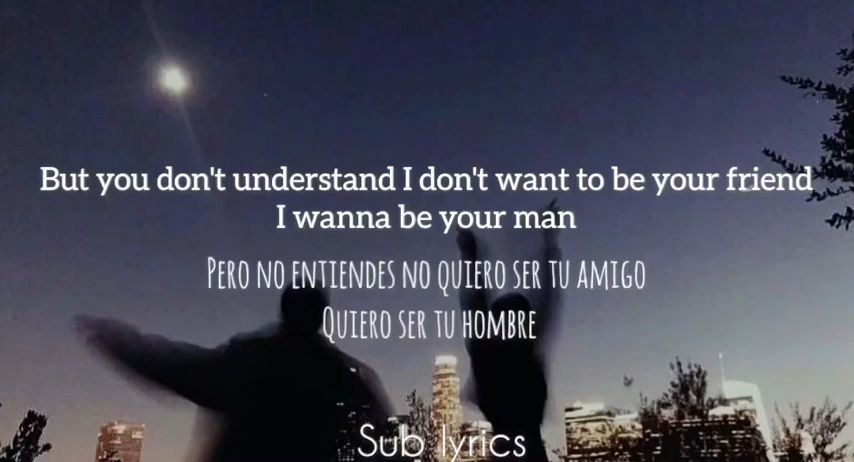 But you don't understand I don't want to be your friend
I wanna be your man
Pero no entiendes no quiero ser tu amigo
Quiero ser tu hombre
Sub lyrics